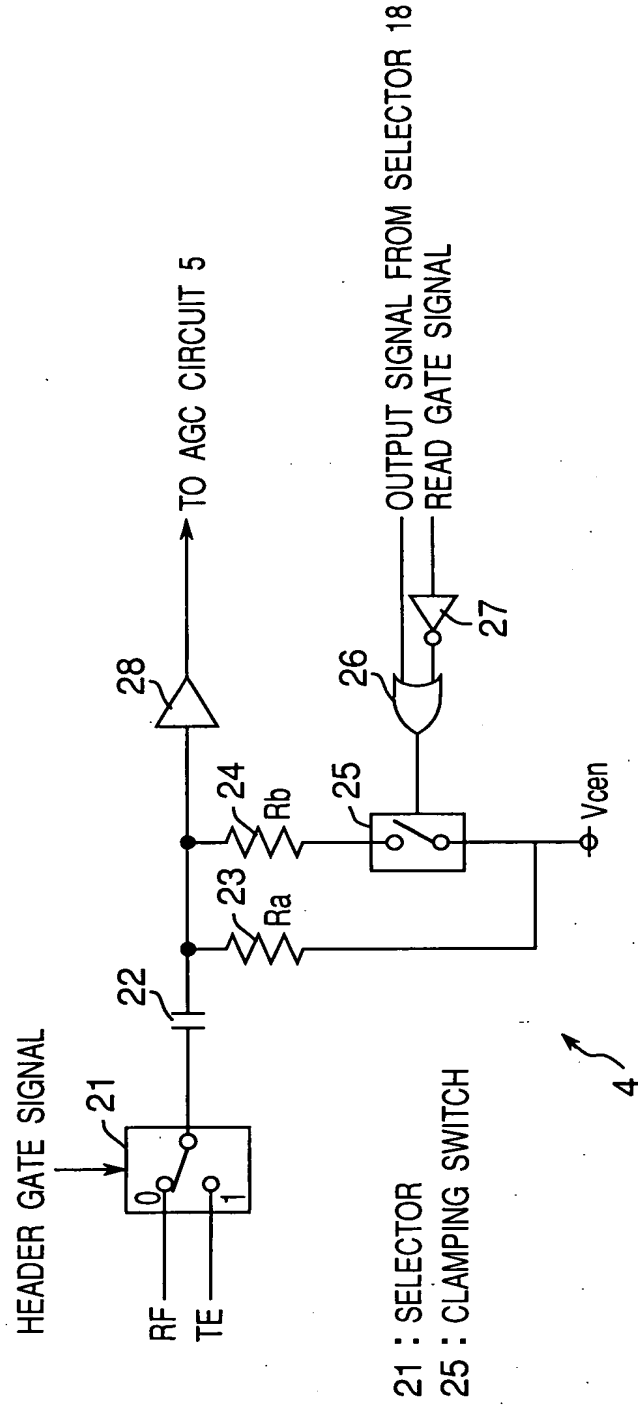 HEADER GATE SIGNAL
21
0
RF
TE
1
22
23
Ra
24
Rb
28
TO AGC CIRCUIT 5
25
26
27
OUTPUT SIGNAL FROM SELECTOR 18
READ GATE SIGNAL
Vcen
21 : SELECTOR
25 : CLAMPING SWITCH
4